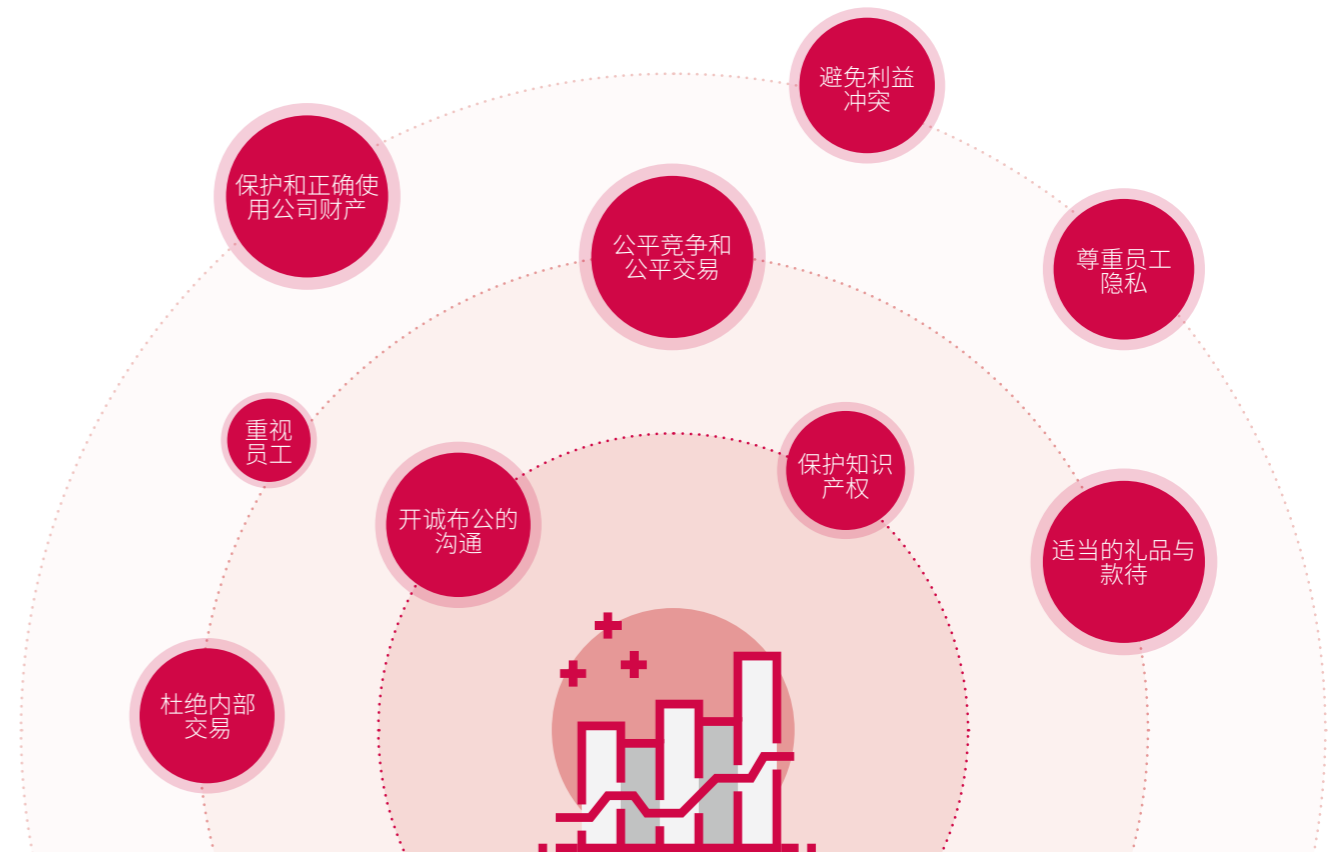 避免利益
冲突
保护和正确使
用公司财产
公平竞争和
公平交易
尊重员工
隐私
重视
员工
保护知识
产权
开诚布公的
沟通
适当的礼品与
款待
杜绝内部
交易